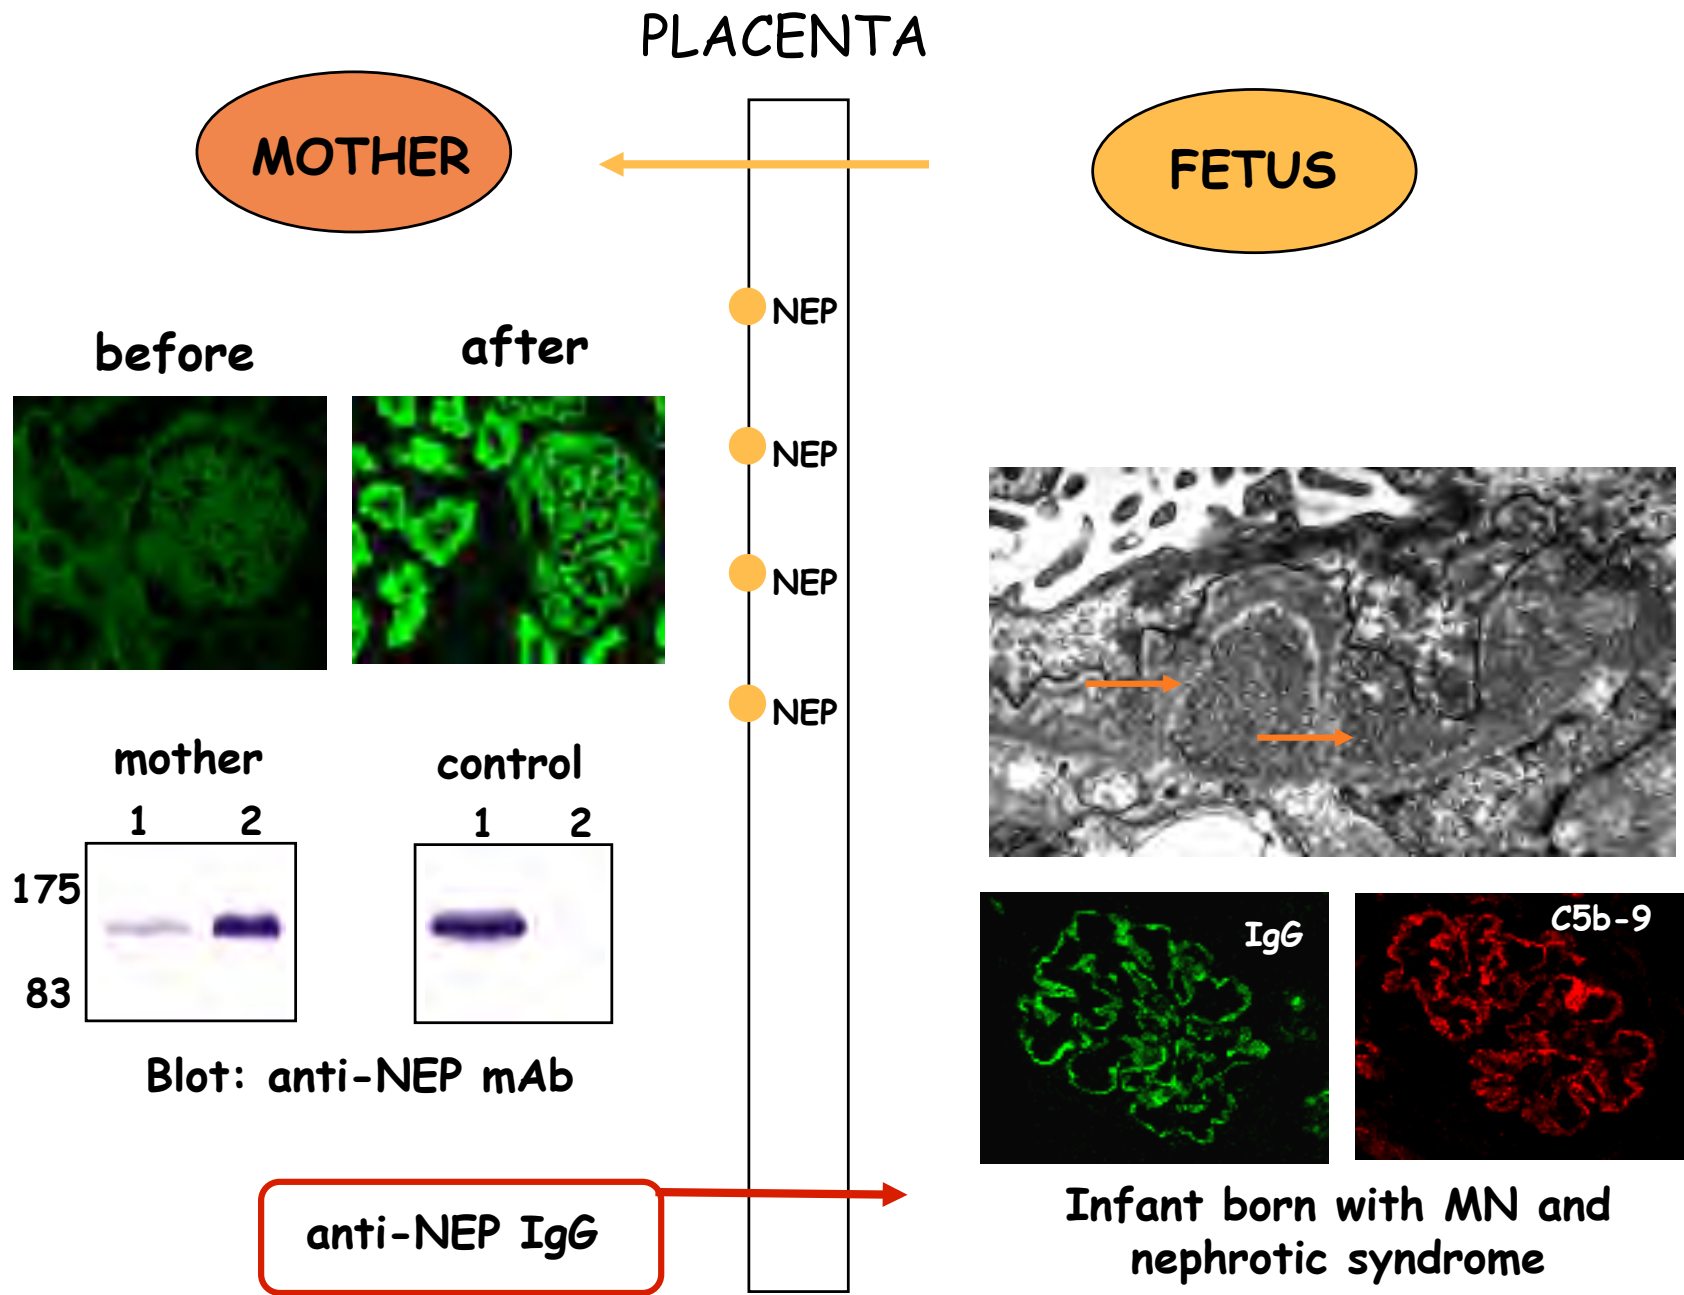 PLACENTA
MOTHER
FETUS
NEP
NEP
NEP
NEP
before
after
mother
control
1 2
1 2
175
83
Blot: anti-NEP mAb
anti-NEP IgG
IgG
C5b-9
Infant born with MN and
nephrotic syndrome